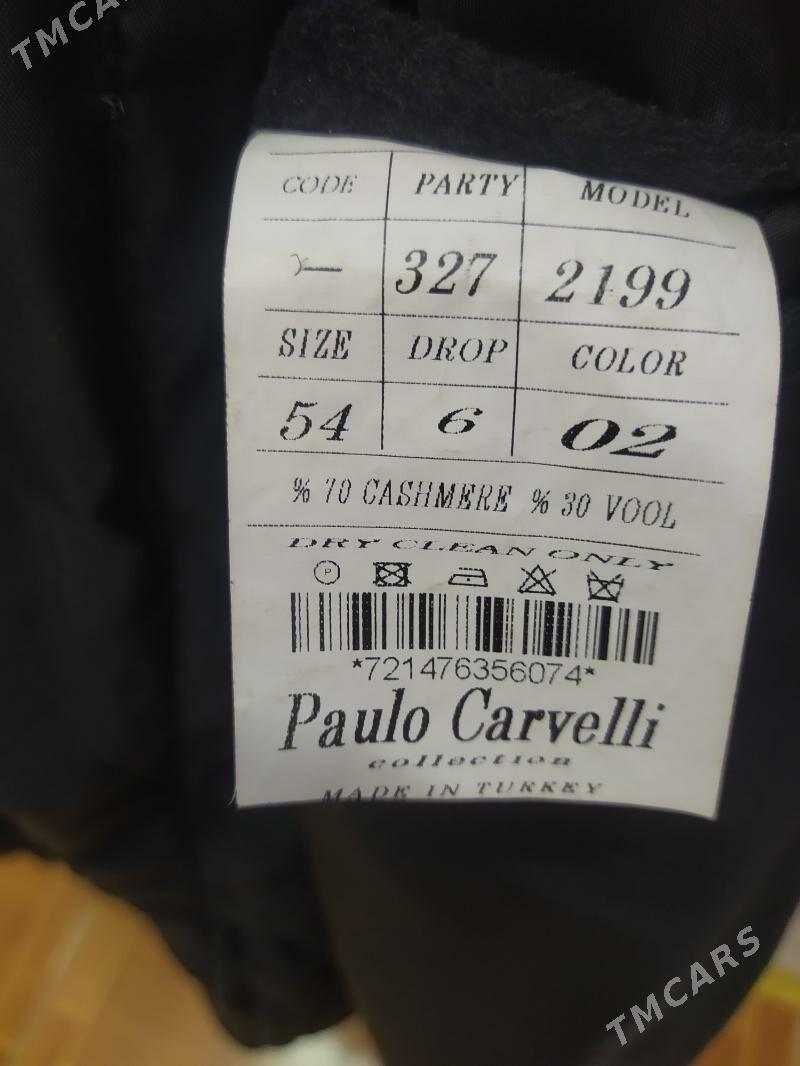 TMCARS
CODE PARTY MODEL
327 2199
SIZE DROP COLOR
54 6 02
% 70 CASHMERE % 30 VOOL
DRY CLEAN ONLY
P
*721476356074*
Paulo Carvelli
collection
MADE IN TURKEY
TMCARS